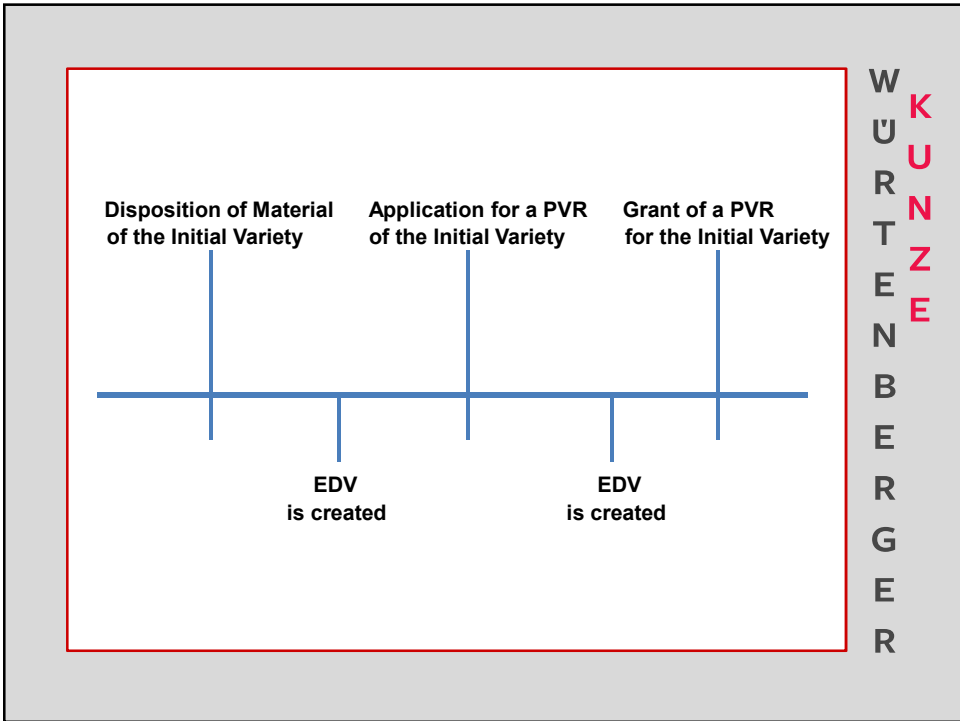 Disposition of Material
of the Initial Variety
Application for a PVR
of the Initial Variety
Grant of a PVR
for the Initial Variety
EDV
is created
EDV
is created
WÜRTENBERGER
KUNZE